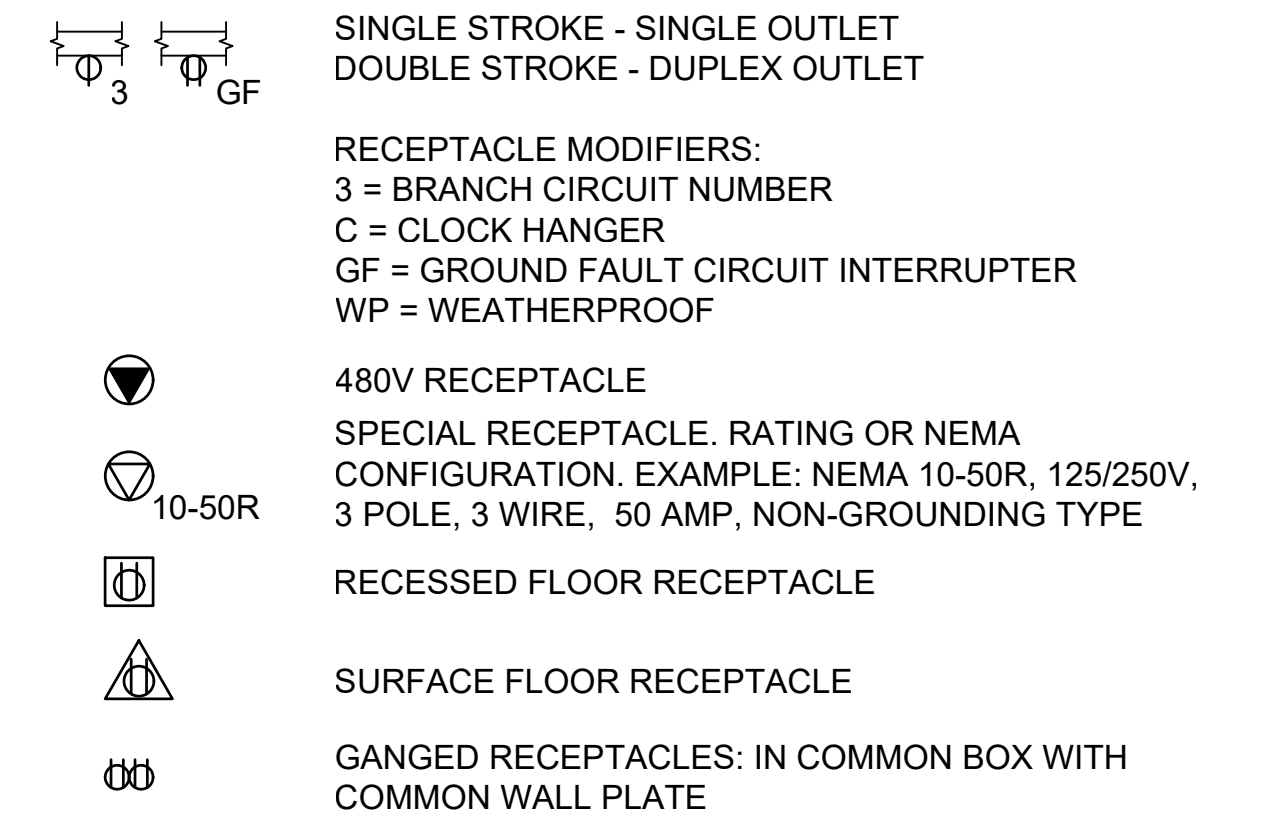 3 GF
SINGLE STROKE - SINGLE OUTLET
DOUBLE STROKE - DUPLEX OUTLET
RECEPTACLE MODIFIERS:
3 = BRANCH CIRCUIT NUMBER
C = CLOCK HANGER
GF = GROUND FAULT CIRCUIT INTERRUPTER
WP = WEATHERPROOF
480V RECEPTACLE
10-50R
SPECIAL RECEPTACLE. RATING OR NEMA
CONFIGURATION. EXAMPLE: NEMA 10-50R, 125/250V,
3 POLE, 3 WIRE, 50 AMP, NON-GROUNDING TYPE
RECESSED FLOOR RECEPTACLE
SURFACE FLOOR RECEPTACLE
GANGED RECEPTACLES: IN COMMON BOX WITH
COMMON WALL PLATE